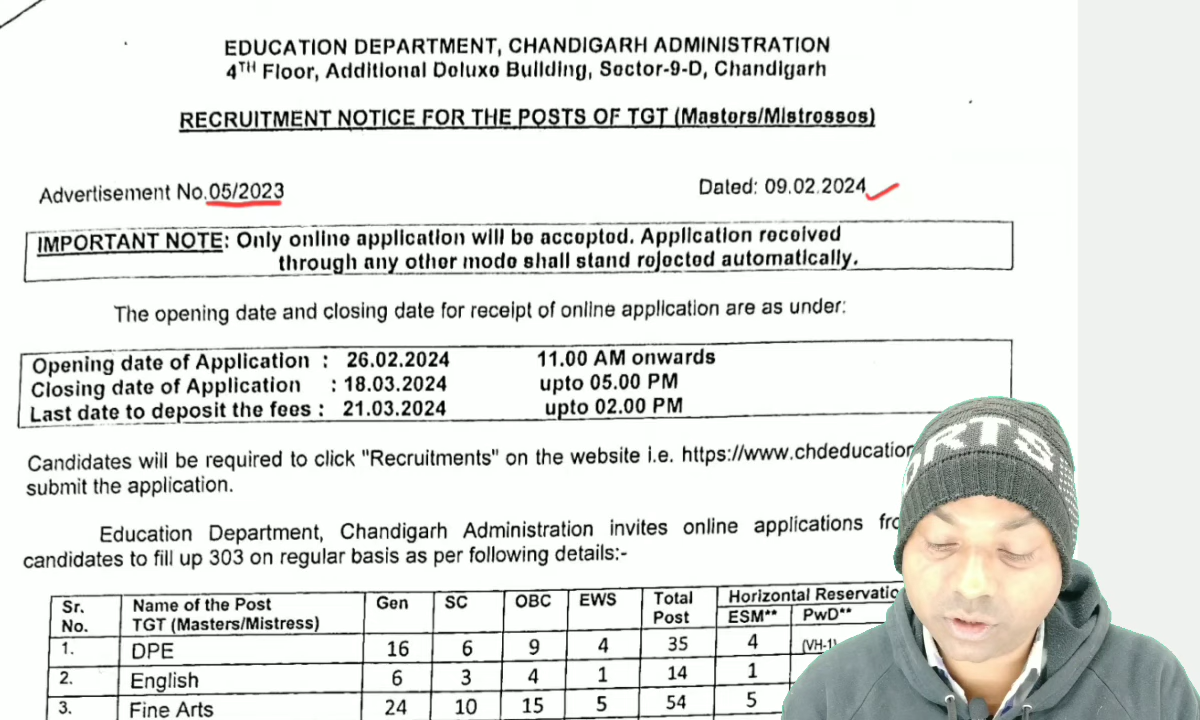 EDUCATION DEPARTMENT, CHANDIGARH ADMINISTRATION
4TH Floor, Additional Deluxe Building, Sector-9-D, Chandigarh
RECRUITMENT NOTICE FOR THE POSTS OF TGT (Masters/Mistresses)
Advertisement No.05/2023
Dated: 09.02.2024
IMPORTANT NOTE: Only online application will be accepted. Application received
through any other mode shall stand rejected automatically.
The opening date and closing date for receipt of online application are as under:
Opening date of Application : 26.02.2024 11.00 AM onwards
Closing date of Application : 18.03.2024 upto 05.00 PM
Last date to deposit the fees : 21.03.2024 upto 02.00 PM
Candidates will be required to click "Recruitments" on the website i.e. https://www.chdeducation
submit the application.
Education Department, Chandigarh Administration invites online applications
candidates to fill up 303 on regular basis as per following details:-
Sr. No. Name of the Post TGT (Masters/Mistress) Gen SC OBC EWS Total Post Horizontal Reservatio
ESM** PwD**
1. DPE 16 6 9 4 35 4 (VH-1)
2. English 6 3 4 1 14 1
3. Fine Arts 24 10 15 5 54 5